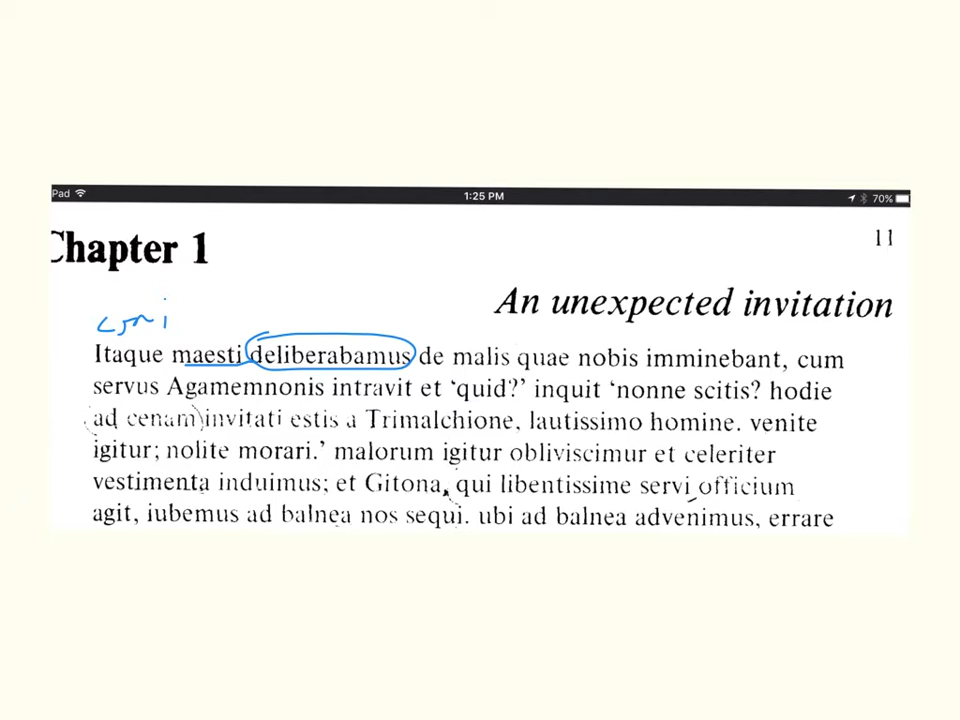 Pad 1:25 PM 70%
Chapter 1 11
An unexpected invitation
Itaque maesti deliberabamus de malis quae nobis imminebant, cum
servus Agamemnonis intravit et ‘quid?’ inquit ‘nonne scitis? hodie
ad cenam) invitati estis a Trimalchione, lautissimo homine. venite
igitur; nolite morari.’ malorum igitur obliviscimur et celeriter
vestimenta induimus; et Gitona, qui libentissime servi officium
agit, iubemus ad balnea nos sequi. ubi ad balnea advenimus, errare